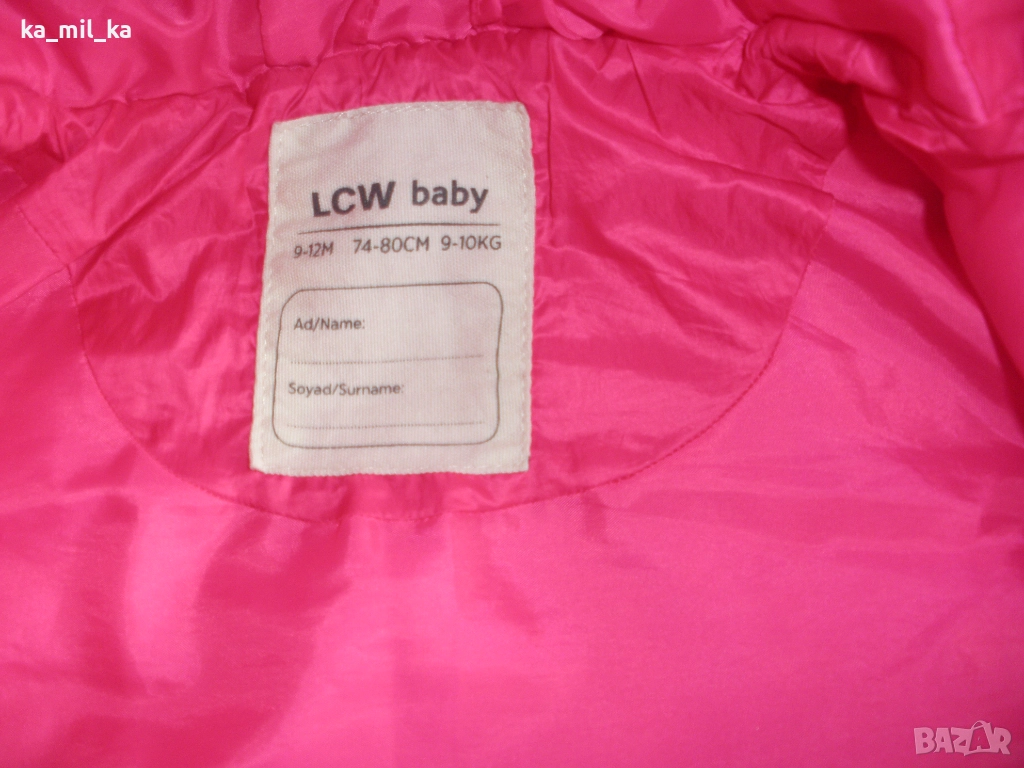 ka_mil_ka
LCW baby
9-12M 74-80CM 9-10KG
Ad/Name:
Soyad/Surname:
BAZAR